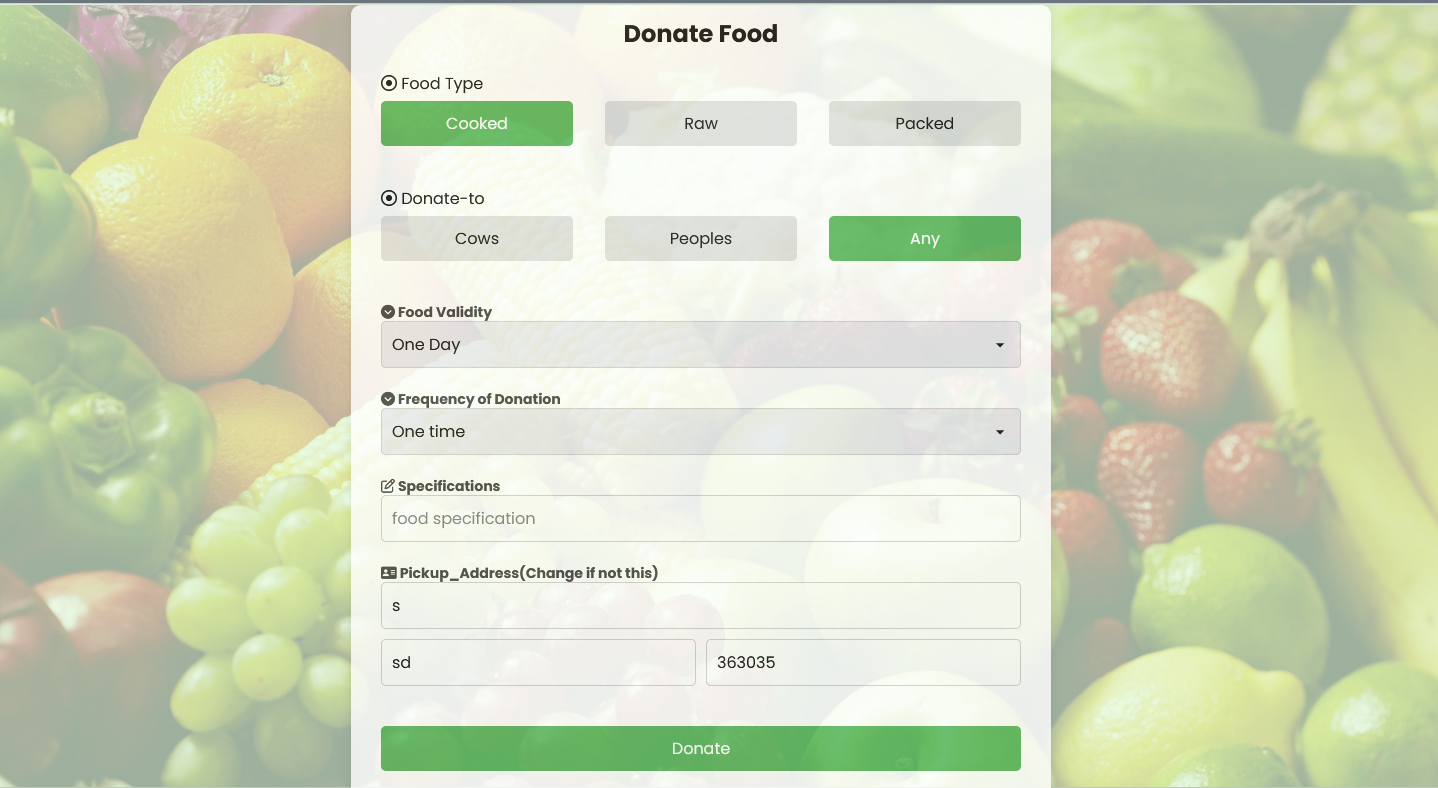 Donate Food
Food Type
Cooked Raw Packed
Donate-to
Cows Peoples Any
Food Validity
One Day
Frequency of Donation
One time
Specifications
food specification
Pickup_Address(Change if not this)
s
sd 363035
Donate